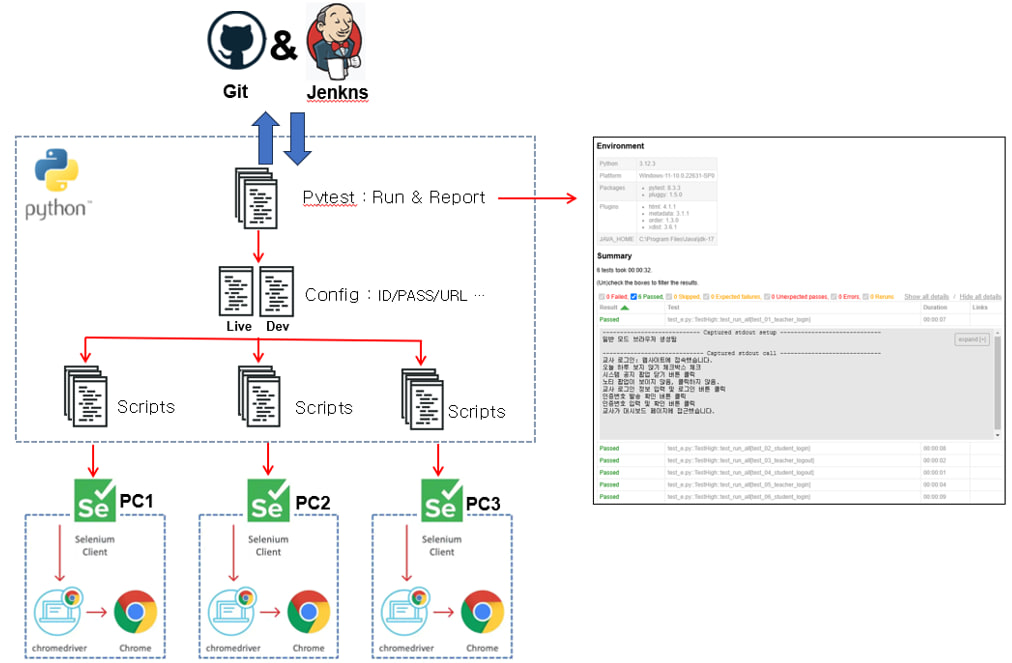 &
Git
Jenkns
python™
Pytest : Run & Report
Config : ID/PASS/URL ...
Live
Dev
Scripts
Scripts
Scripts
Se
PC1
Se
PC2
Se
PC3
Selenium
Client
chromedriver
Chrome
Selenium
Client
chromedriver
Chrome
Selenium
Client
chromedriver
Chrome
Environment
Python 3.12.3
Platform Windows-11-10.0.22631-SP0
Packages
• pytest: 8.3.3
• pluggy: 1.5.0
Plugins
• html: 4.1.1
• metadata: 3.1.1
• order: 1.3.0
• xdist: 3.6.1
JAVA_HOME C:\Program Files\Java\jdk-17
Summary
6 tests took 00:00:32.
(Un)check the boxes to filter the results.
0 Failed, 6 Passed, 0 Skipped, 0 Expected failures, 0 Unexpected passes, 0 Errors, 0 Reruns
Show all details / Hide all details
Result Test Duration Links
Passed test_e.py::TestHigh::test_run_all[test_01_teacher_login] 00:00:07
---------------------------- Captured stdout setup -----------------------------
expand [+]
일반 모드 브라우저 생성됨
---------------------------- Captured stdout call -----------------------------
교사 로그인: 웹사이트에 접속했습니다.
오늘 하루 보지 않기 체크박스 체크
시스템 공지 팝업 닫기 버튼 클릭
노티 팝업이 보이지 않음, 클릭하지 않음.
교사 로그인 정보 입력 및 로그인 버튼 클릭
인증번호 발송 확인 버튼 클릭
인증번호 입력 및 확인 버튼 클릭
교사가 대시보드 페이지에 접근했습니다.
Passed test_e.py::TestHigh::test_run_all[test_02_student_login] 00:00:08
Passed test_e.py::TestHigh::test_run_all[test_03_teacher_logout] 00:00:02
Passed test_e.py::TestHigh::test_run_all[test_04_student_logout] 00:00:01
Passed test_e.py::TestHigh::test_run_all[test_05_teacher_login] 00:00:04
Passed test_e.py::TestHigh::test_run_all[test_06_student_login] 00:00:09